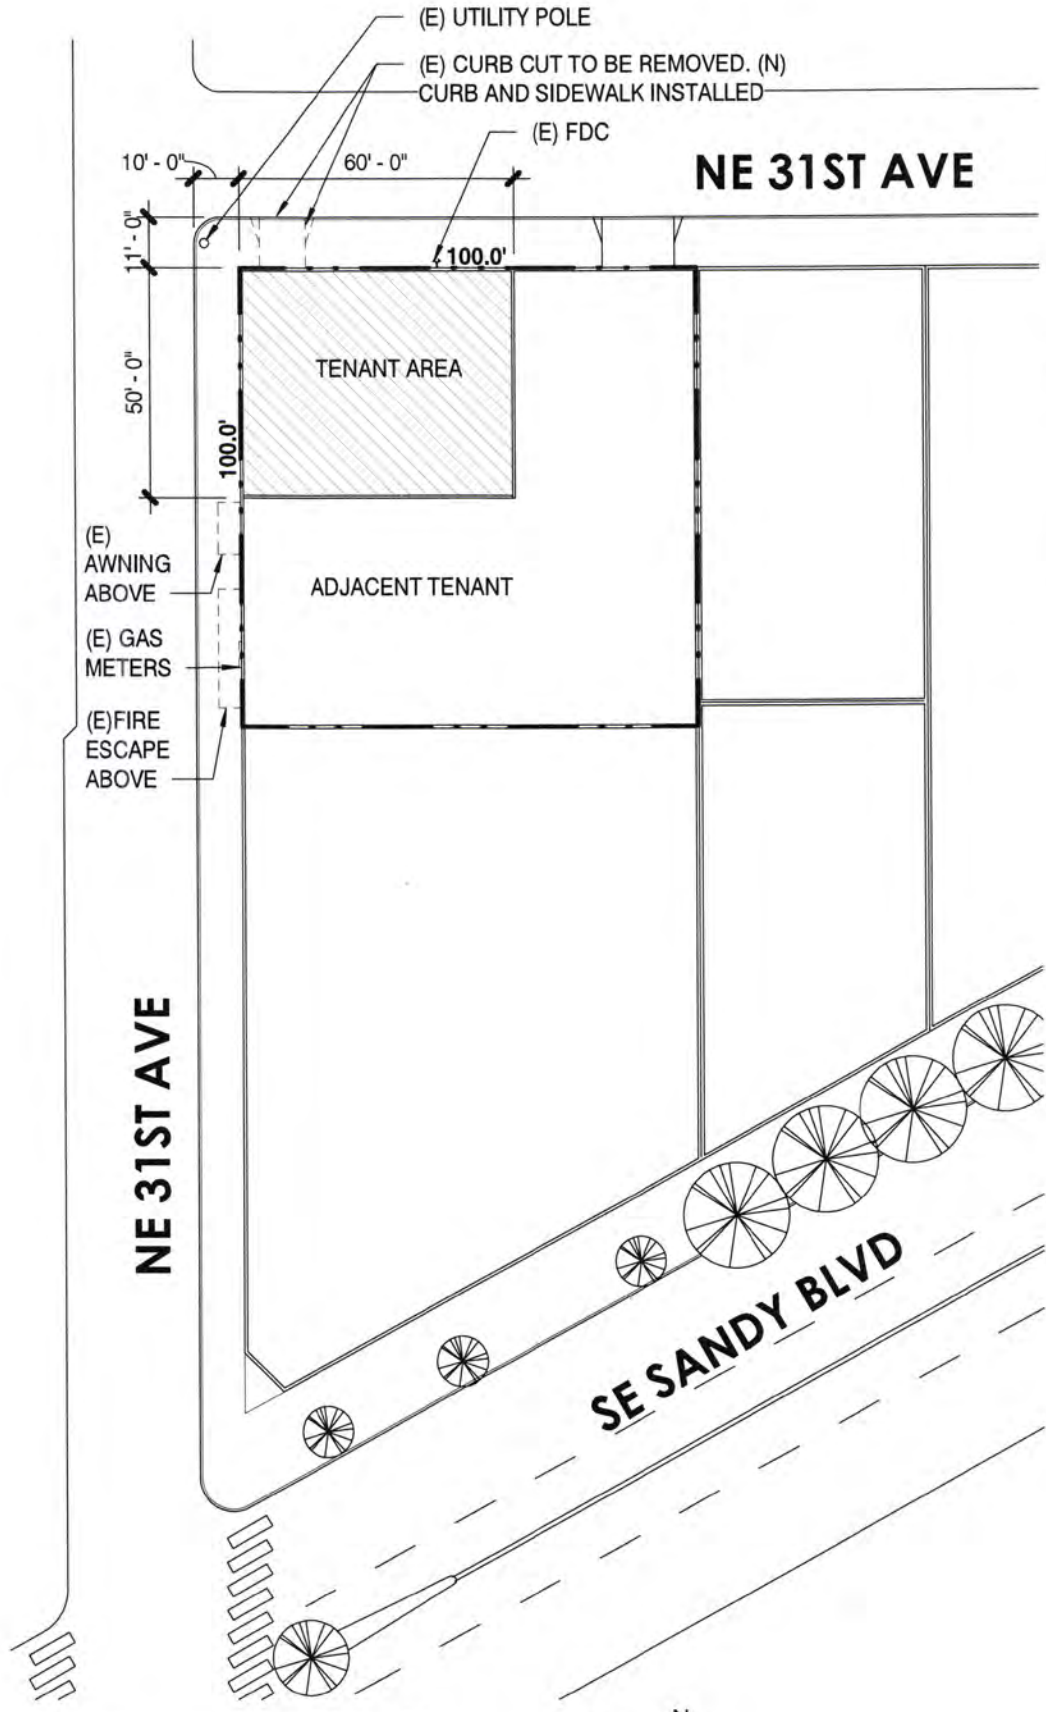 (E) UTILITY POLE
(E) CURB CUT TO BE REMOVED. (N)
CURB AND SIDEWALK INSTALLED
(E) FDC
NE 31ST AVE
10' - 0"
60' - 0"
11' - 0"
100.0'
TENANT AREA
50' - 0"
100.0'
(E)
AWNING
ABOVE
ADJACENT TENANT
(E) GAS
METERS
(E)FIRE
ESCAPE
ABOVE
NE 31ST AVE
SE SANDY BLVD